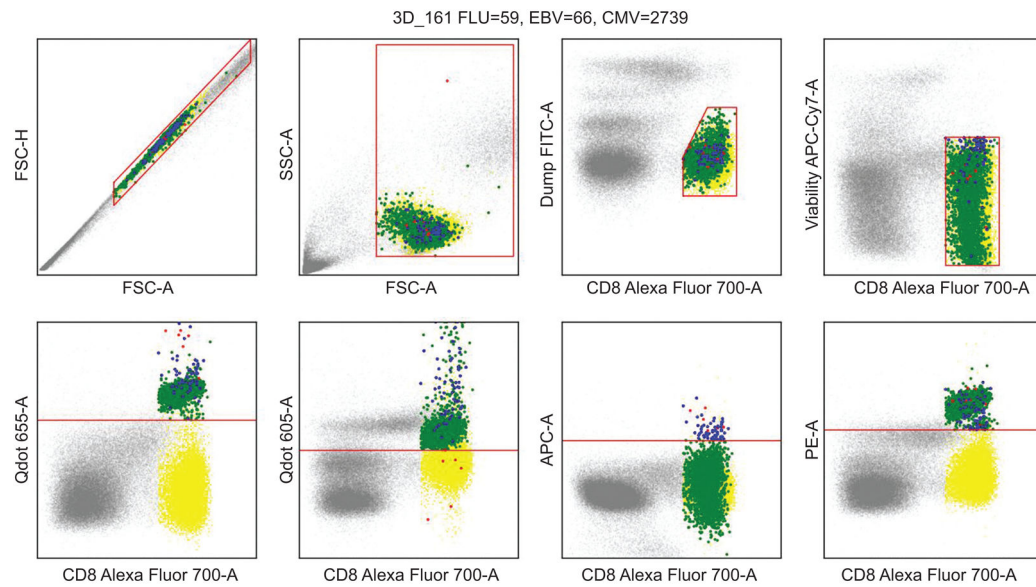 3D_161 FLU=59, EBV=66, CMV=2739
FSC-H
FSC-A
SSC-A
FSC-A
Dump FITC-A
CD8 Alexa Fluor 700-A
Viability APC-Cy7-A
CD8 Alexa Fluor 700-A
Qdot 655-A
CD8 Alexa Fluor 700-A
Qdot 605-A
CD8 Alexa Fluor 700-A
APC-A
CD8 Alexa Fluor 700-A
PE-A
CD8 Alexa Fluor 700-A